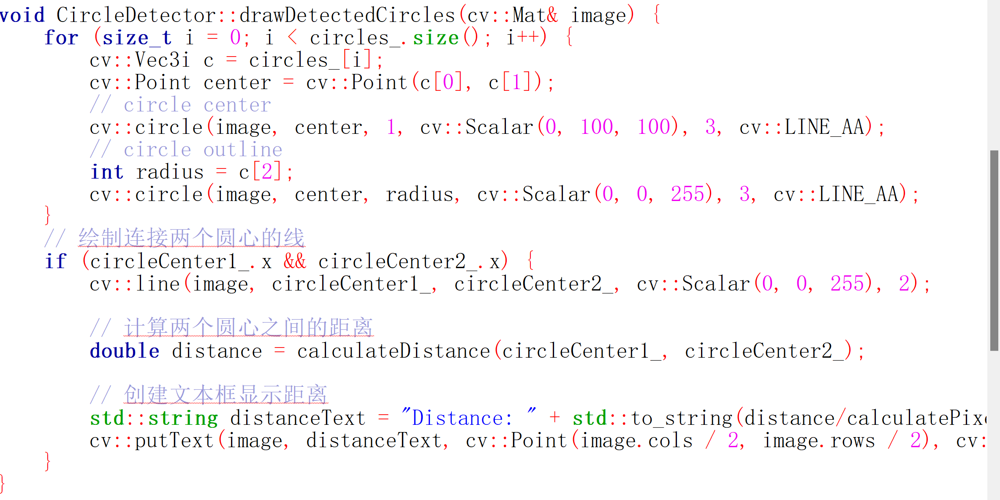 void CircleDetector::drawDetectedCircles(cv::Mat& image) {
    for (size_t i = 0; i < circles_.size(); i++) {
        cv::Vec3i c = circles_[i];
        cv::Point center = cv::Point(c[0], c[1]);
        // circle center
        cv::circle(image, center, 1, cv::Scalar(0, 100, 100), 3, cv::LINE_AA);
        // circle outline
        int radius = c[2];
        cv::circle(image, center, radius, cv::Scalar(0, 0, 255), 3, cv::LINE_AA);
    }
    // 绘制连接两个圆心的线
    if (circleCenter1_.x && circleCenter2_.x) {
        cv::line(image, circleCenter1_, circleCenter2_, cv::Scalar(0, 0, 255), 2);
        // 计算两个圆心之间的距离
        double distance = calculateDistance(circleCenter1_, circleCenter2_);
        // 创建文本框显示距离
        std::string distanceText = "Distance: " + std::to_string(distance/calculatePix
        cv::putText(image, distanceText, cv::Point(image.cols / 2, image.rows / 2), cv:
    }
}